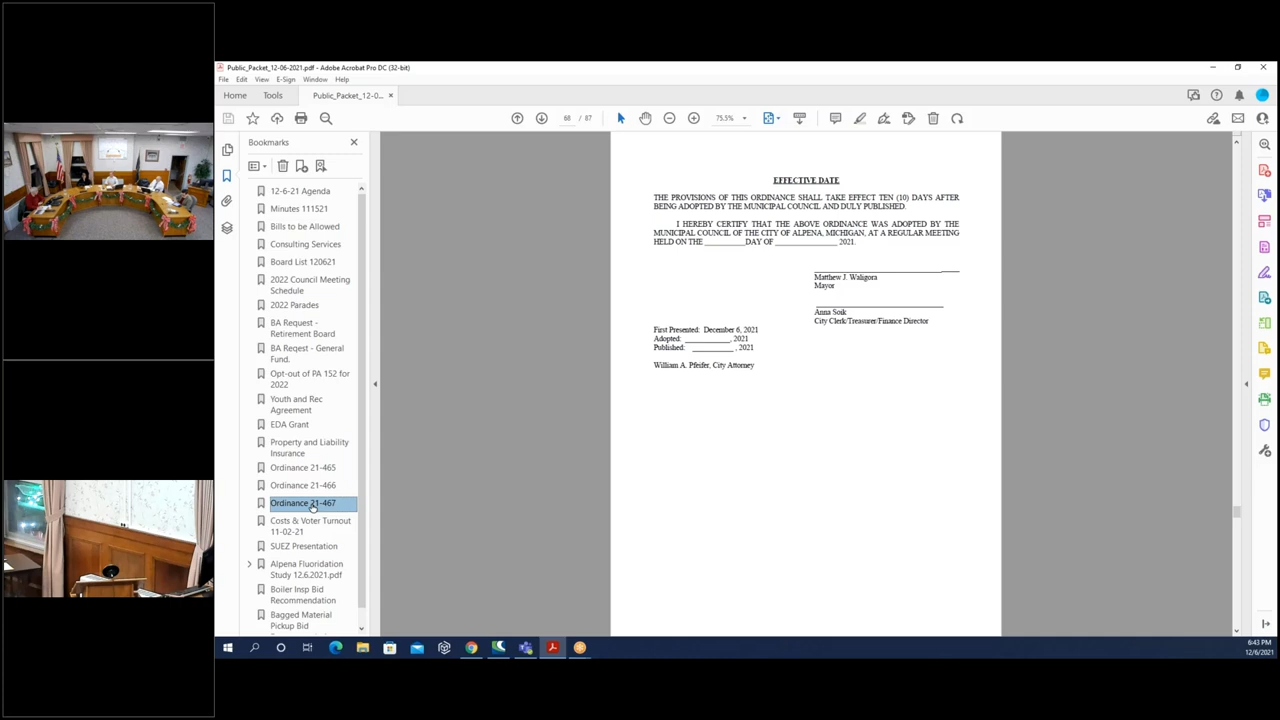 Public_Packet_12-06-2021.pdf - Adobe Acrobat Pro DC (32-bit)
File Edit View E-Sign Window Help
Home Tools Public_Packet_12-0... ×
68 / 87 75.5%
Bookmarks
12-6-21 Agenda
Minutes 111521
Bills to be Allowed
Consulting Services
Board List 120621
2022 Council Meeting
Schedule
2022 Parades
BA Request -
Retirement Board
BA Reqest - General
Fund.
Opt-out of PA 152 for
2022
Youth and Rec
Agreement
EDA Grant
Property and Liability
Insurance
Ordinance 21-465
Ordinance 21-466
Ordinance 21-467
Costs & Voter Turnout
11-02-21
SUEZ Presentation
Alpena Fluoridation
Study 12.6.2021.pdf
Boiler Insp Bid
Recommendation
Bagged Material
Pickup Bid
EFFECTIVE DATE
THE PROVISIONS OF THIS ORDINANCE SHALL TAKE EFFECT TEN (10) DAYS AFTER
BEING ADOPTED BY THE MUNICIPAL COUNCIL AND DULY PUBLISHED.
I HEREBY CERTIFY THAT THE ABOVE ORDINANCE WAS ADOPTED BY THE
MUNICIPAL COUNCIL OF THE CITY OF ALPENA, MICHIGAN, AT A REGULAR MEETING
HELD ON THE __________DAY OF _______________ 2021.
Matthew J. Waligora
Mayor
Anna Soik
City Clerk/Treasurer/Finance Director
First Presented: December 6, 2021
Adopted: ___________, 2021
Published: __________ , 2021
William A. Pfeifer, City Attorney
6:43 PM
12/6/2021